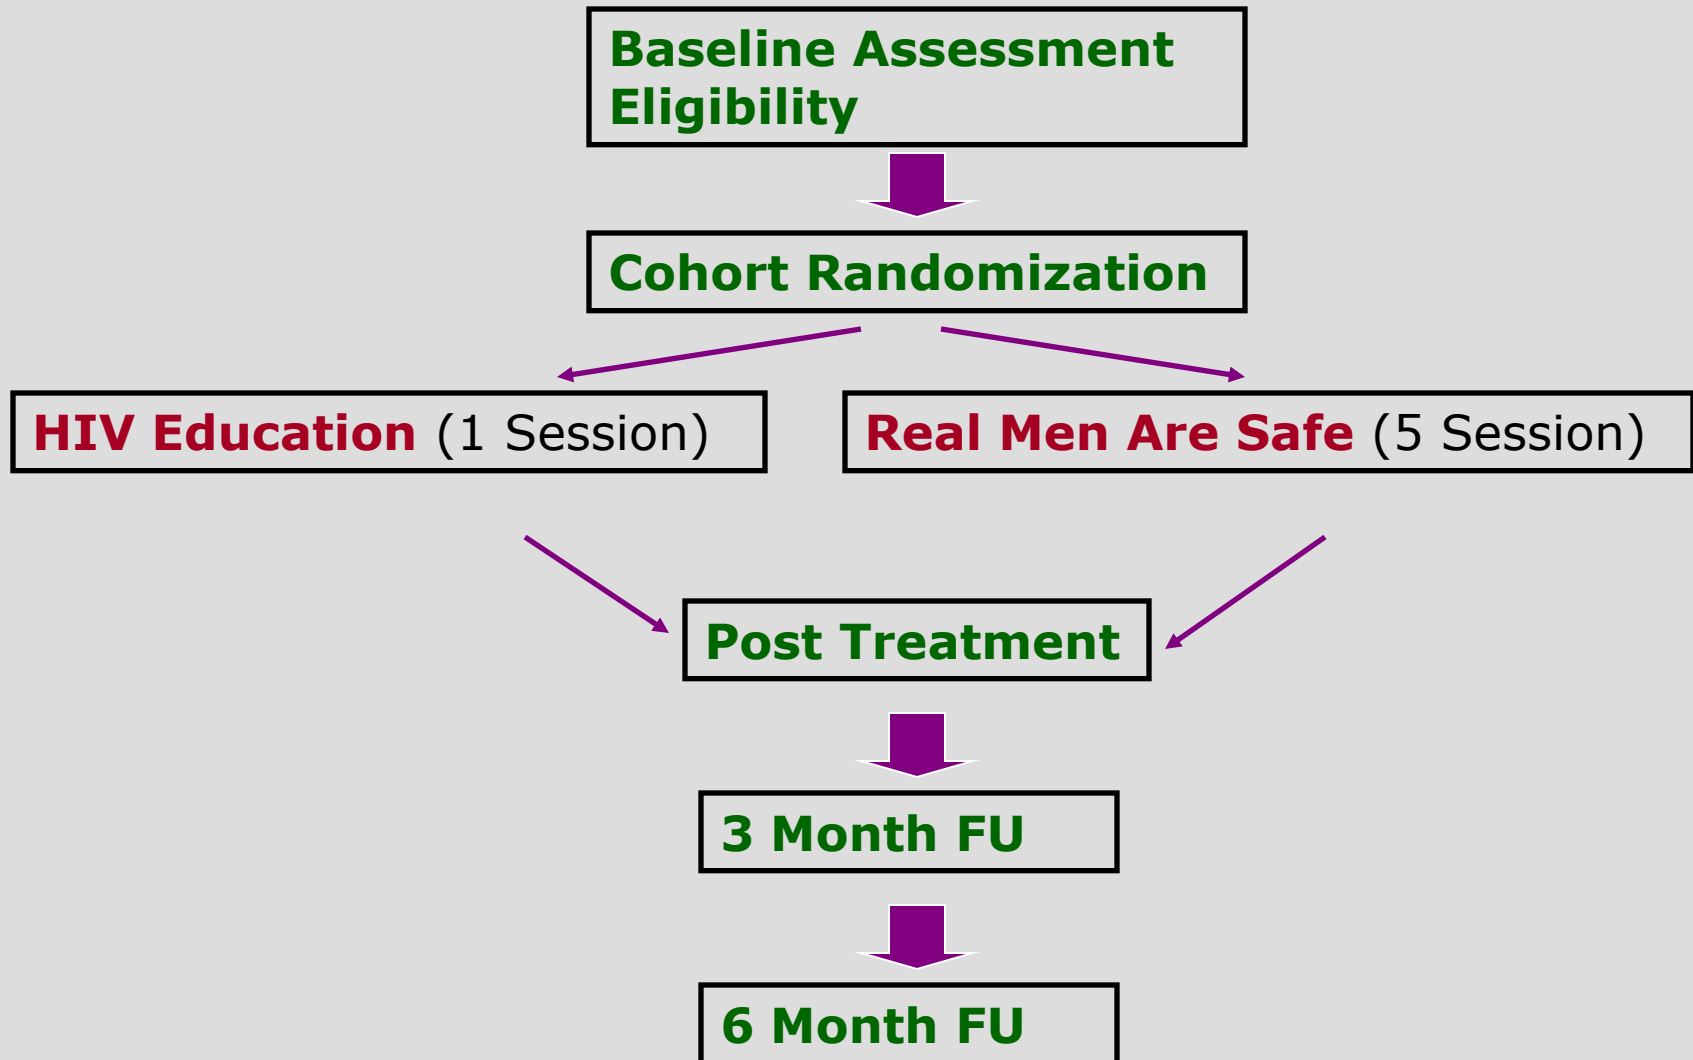 Baseline Assessment
Eligibility
Cohort Randomization
HIV Education (1 Session)
Real Men Are Safe (5 Session)
Post Treatment
3 Month FU
6 Month FU